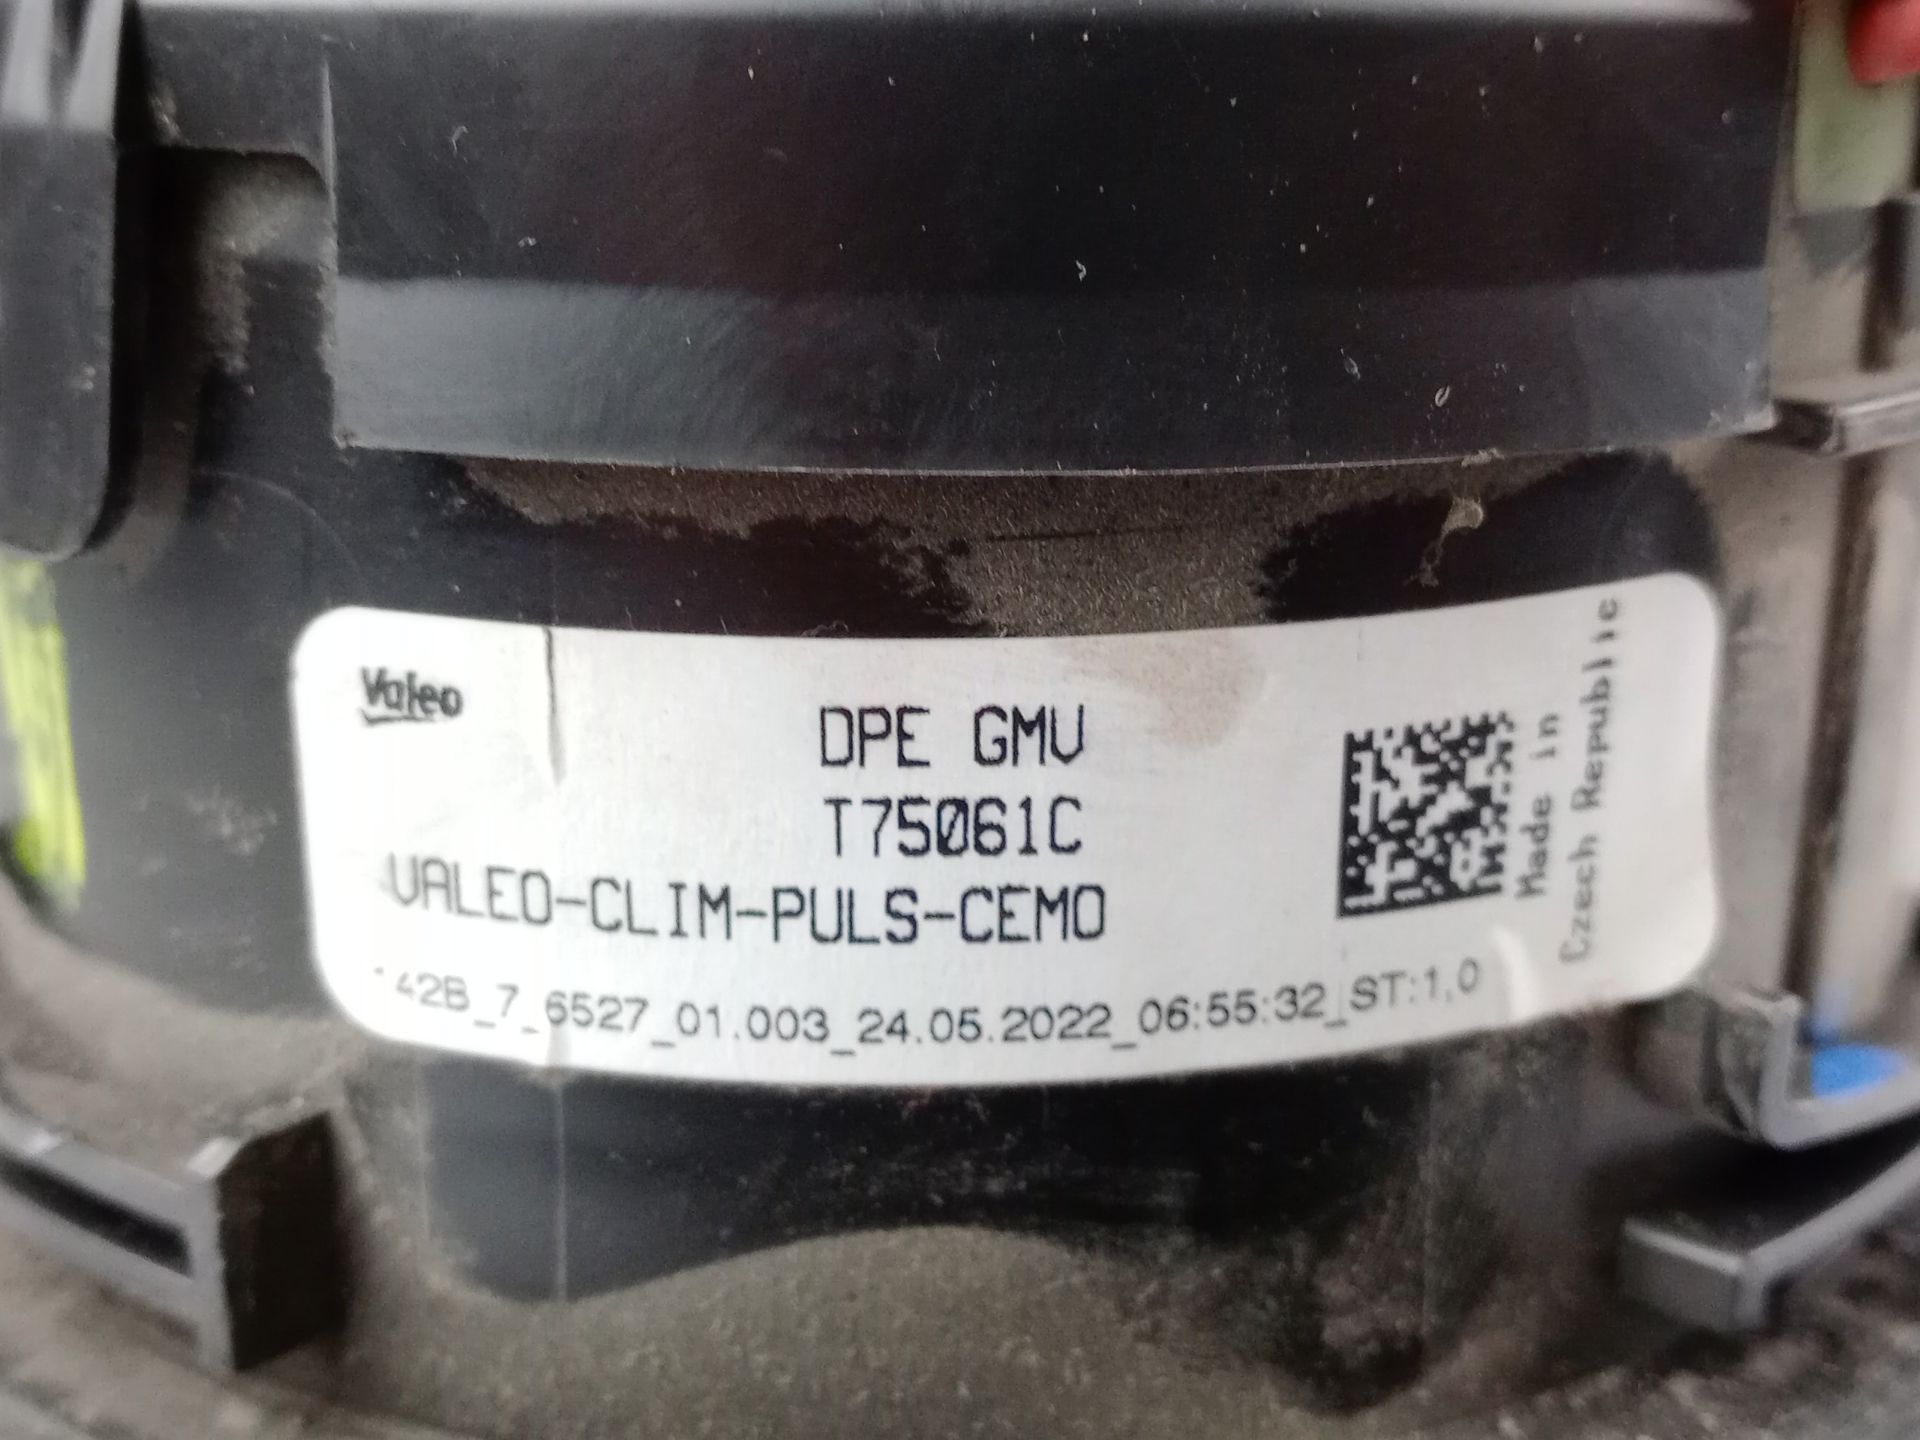 Valeo
DPE GMV
T75061C
VALEO-CLIM-PULS-CEMO
42B_7_6527_01.003_24.05.2022_06:55:32_ST:1,0
Made in
Czech Republic